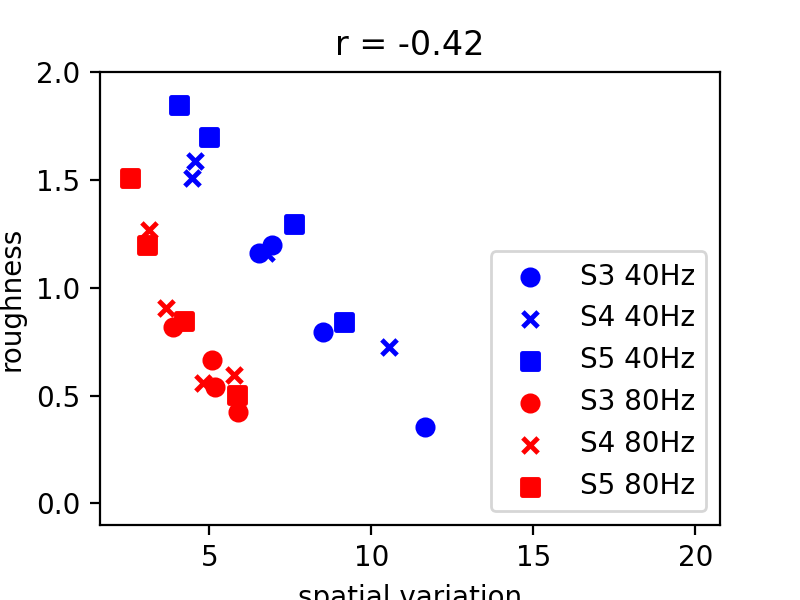 r = -0.42
2.0
1.5
1.0
0.5
0.0
roughness
S3 40Hz
S4 40Hz
S5 40Hz
S3 80Hz
S4 80Hz
S5 80Hz
5 10 15 20
spatial variation